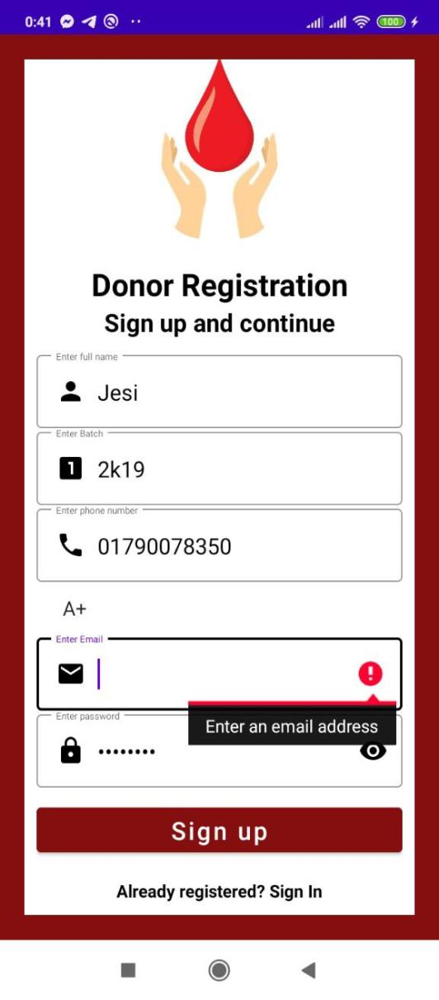 0:41
100
Donor Registration
Sign up and continue
Enter full name
Jesi
Enter Batch
1 2k19
Enter phone number
01790078350
A+
Enter Email
Enter an email address
Enter password
••••••••
Sign up
Already registered? Sign In